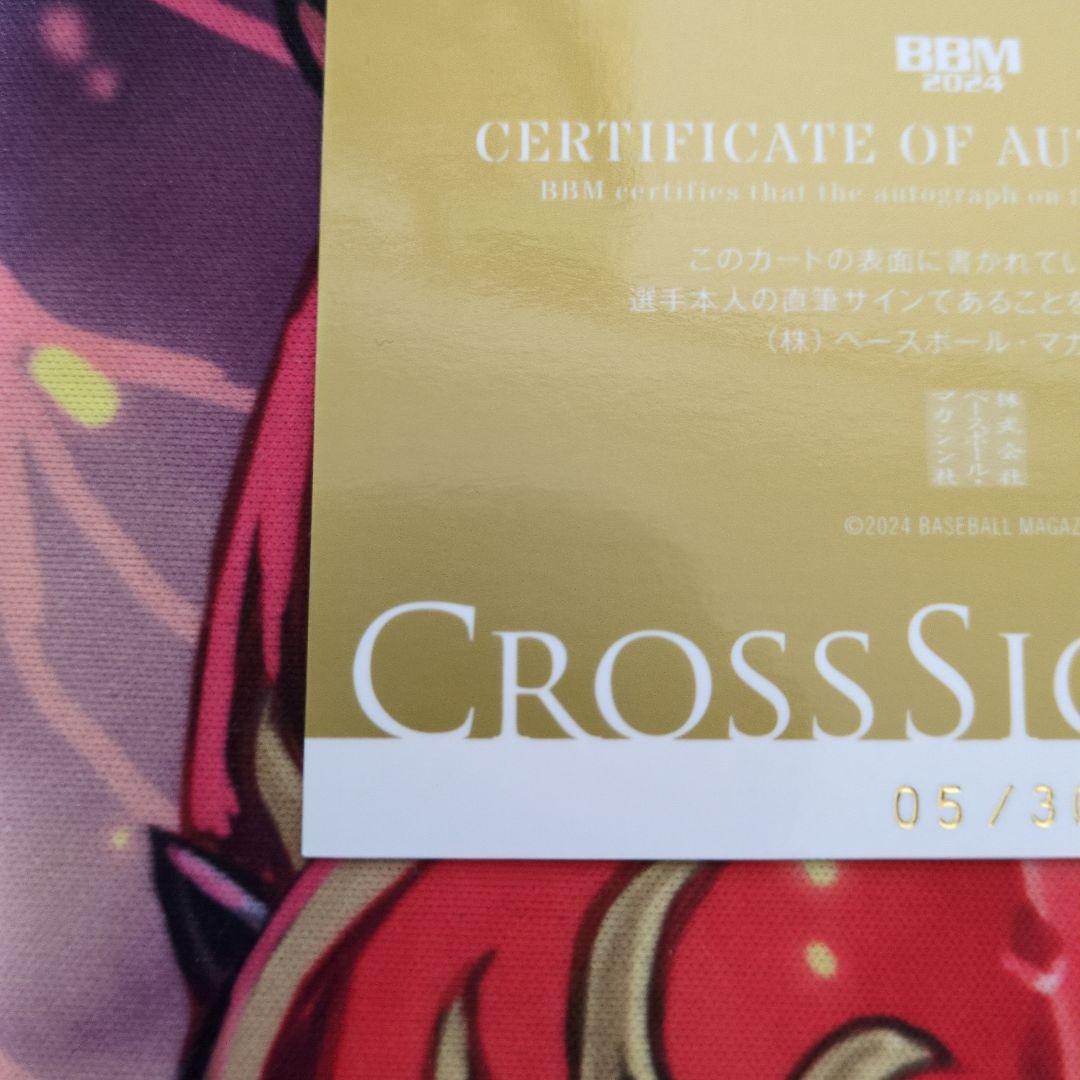 BBM
2024
CERTIFICATE OF AU
BBM certifies that the autograph on
このカードの表面に書かれてい
選手本人の直筆サインであることを
(株)ベースボール・マガ
株式会社
ベースボール・
マガジン社
©2024 BASEBALL MAGAZ
CROSS SI
05/30